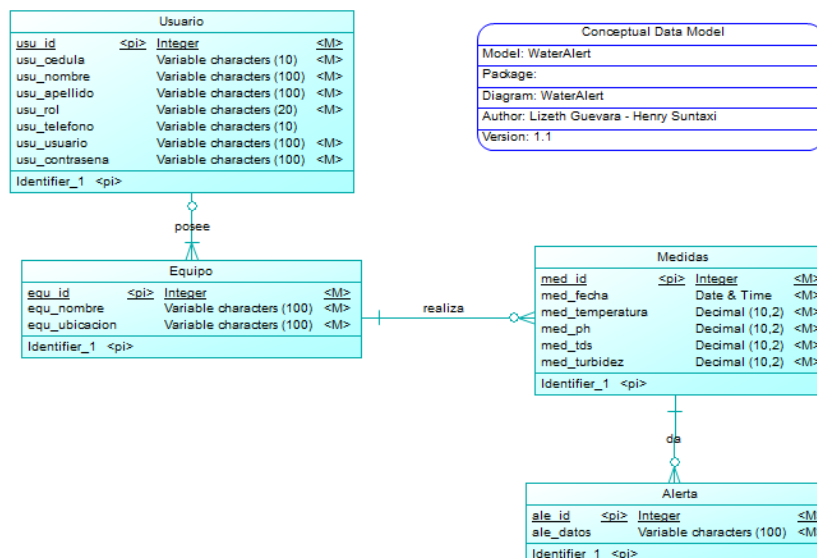 Usuario
usu_id <pi> Integer <M>
usu_cedula Variable characters (10) <M>
usu_nombre Variable characters (100) <M>
usu_apellido Variable characters (100) <M>
usu_rol Variable characters (20) <M>
usu_telefono Variable characters (10)
usu_usuario Variable characters (100) <M>
usu_contrasena Variable characters (100) <M>
Identifier_1 <pi>
Conceptual Data Model
Model: WaterAlert
Package:
Diagram: WaterAlert
Author: Lizeth Guevara - Henry Suntaxi
Version: 1.1
posee
Equipo
equ_id <pi> Integer <M>
equ_nombre Variable characters (100) <M>
equ_ubicacion Variable characters (100) <M>
Identifier_1 <pi>
realiza
Medidas
med_id <pi> Integer <M>
med_fecha Date & Time <M>
med_temperatura Decimal (10,2) <M>
med_ph Decimal (10,2) <M>
med_tds Decimal (10,2) <M>
med_turbidez Decimal (10,2) <M>
Identifier_1 <pi>
da
Alerta
ale_id <pi> Integer <M
ale_datos Variable characters (100) <M
Identifier_1 <pi>